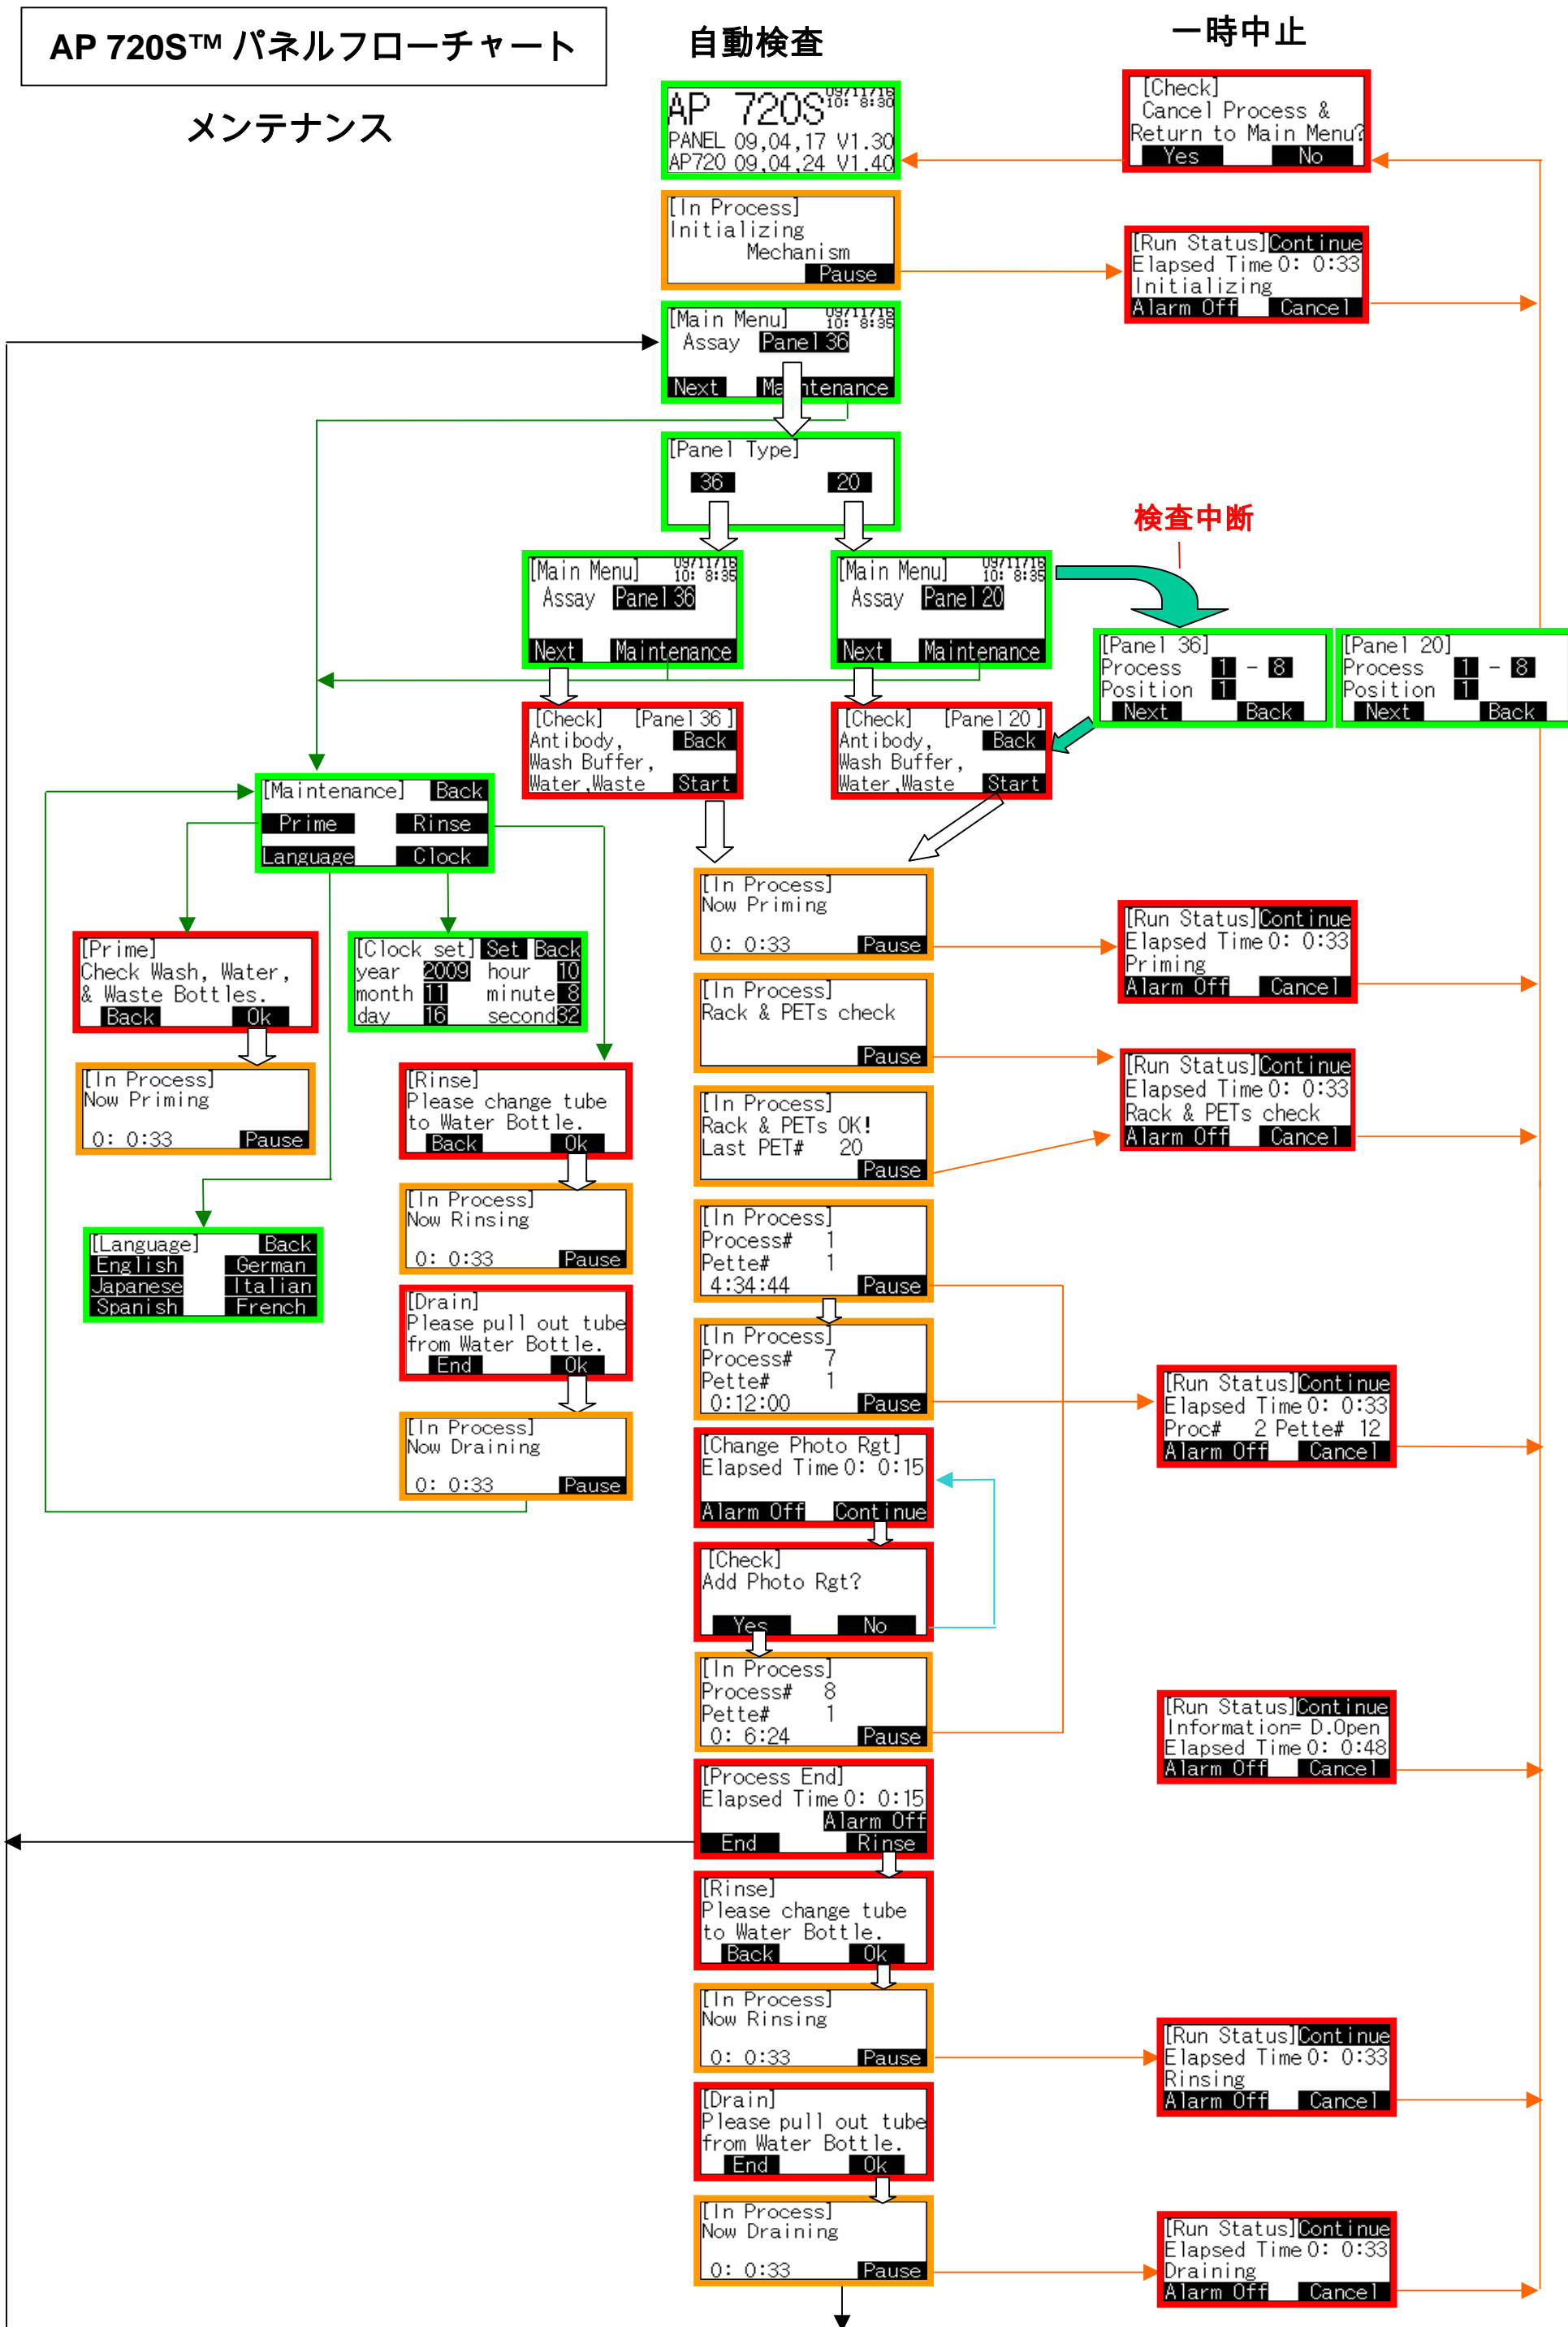 AP 720S™ パネルフローチャート
メンテナンス
自動検査
一時中止
AP 720S
09/11/16
10: 8:30
PANEL 09,04,17 V1.30
AP720 09,04,24 V1.40
[Check]
Cancel Process &
Return to Main Menu?
Yes No
[In Process]
Initializing
Mechanism
Pause
[Run Status] Continue
Elapsed Time 0: 0:33
Initializing
Alarm Off Cancel
[Main Menu]
09/11/16
10: 8:35
Assay Panel 36
Next Maintenance
[Panel Type]
36 20
検査中断
[Main Menu]
09/11/16
10: 8:35
Assay Panel 36
Next Maintenance
[Main Menu]
09/11/16
10: 8:35
Assay Panel 20
Next Maintenance
[Panel 36]
Process 1 - 8
Position 1
Next Back
[Panel 20]
Process 1 - 8
Position 1
Next Back
[Check] [Panel 36]
Antibody, Back
Wash Buffer,
Water,Waste Start
[Check] [Panel 20]
Antibody, Back
Wash Buffer,
Water,Waste Start
[Maintenance] Back
Prime Rinse
Language Clock
[Prime]
Check Wash, Water,
& Waste Bottles.
Back Ok
[Clock set] Set Back
year 2009 hour 10
month 11 minute 8
day 16 second 32
[In Process]
Now Priming
0: 0:33 Pause
[Language] Back
English German
Japanese Italian
Spanish French
[Rinse]
Please change tube
to Water Bottle.
Back Ok
[In Process]
Now Rinsing
0: 0:33 Pause
[Drain]
Please pull out tube
from Water Bottle.
End Ok
[In Process]
Now Draining
0: 0:33 Pause
[In Process]
Now Priming
0: 0:33 Pause
[Run Status] Continue
Elapsed Time 0: 0:33
Priming
Alarm Off Cancel
[In Process]
Rack & PETs check
Pause
[Run Status] Continue
Elapsed Time 0: 0:33
Rack & PETs check
Alarm Off Cancel
[In Process]
Rack & PETs OK!
Last PET# 20
Pause
[In Process]
Process# 1
Pette# 1
4:34:44 Pause
[In Process]
Process# 7
Pette# 1
0:12:00 Pause
[Run Status] Continue
Elapsed Time 0: 0:33
Proc# 2 Pette# 12
Alarm Off Cancel
[Change Photo Rgt]
Elapsed Time 0: 0:15
Alarm Off Continue
[Check]
Add Photo Rgt?
Yes No
[In Process]
Process# 8
Pette# 1
0: 6:24 Pause
[Run Status] Continue
Information= D.Open
Elapsed Time 0: 0:48
Alarm Off Cancel
[Process End]
Elapsed Time 0: 0:15
Alarm Off
End Rinse
[Rinse]
Please change tube
to Water Bottle.
Back Ok
[In Process]
Now Rinsing
0: 0:33 Pause
[Run Status] Continue
Elapsed Time 0: 0:33
Rinsing
Alarm Off Cancel
[Drain]
Please pull out tube
from Water Bottle.
End Ok
[In Process]
Now Draining
0: 0:33 Pause
[Run Status] Continue
Elapsed Time 0: 0:33
Draining
Alarm Off Cancel